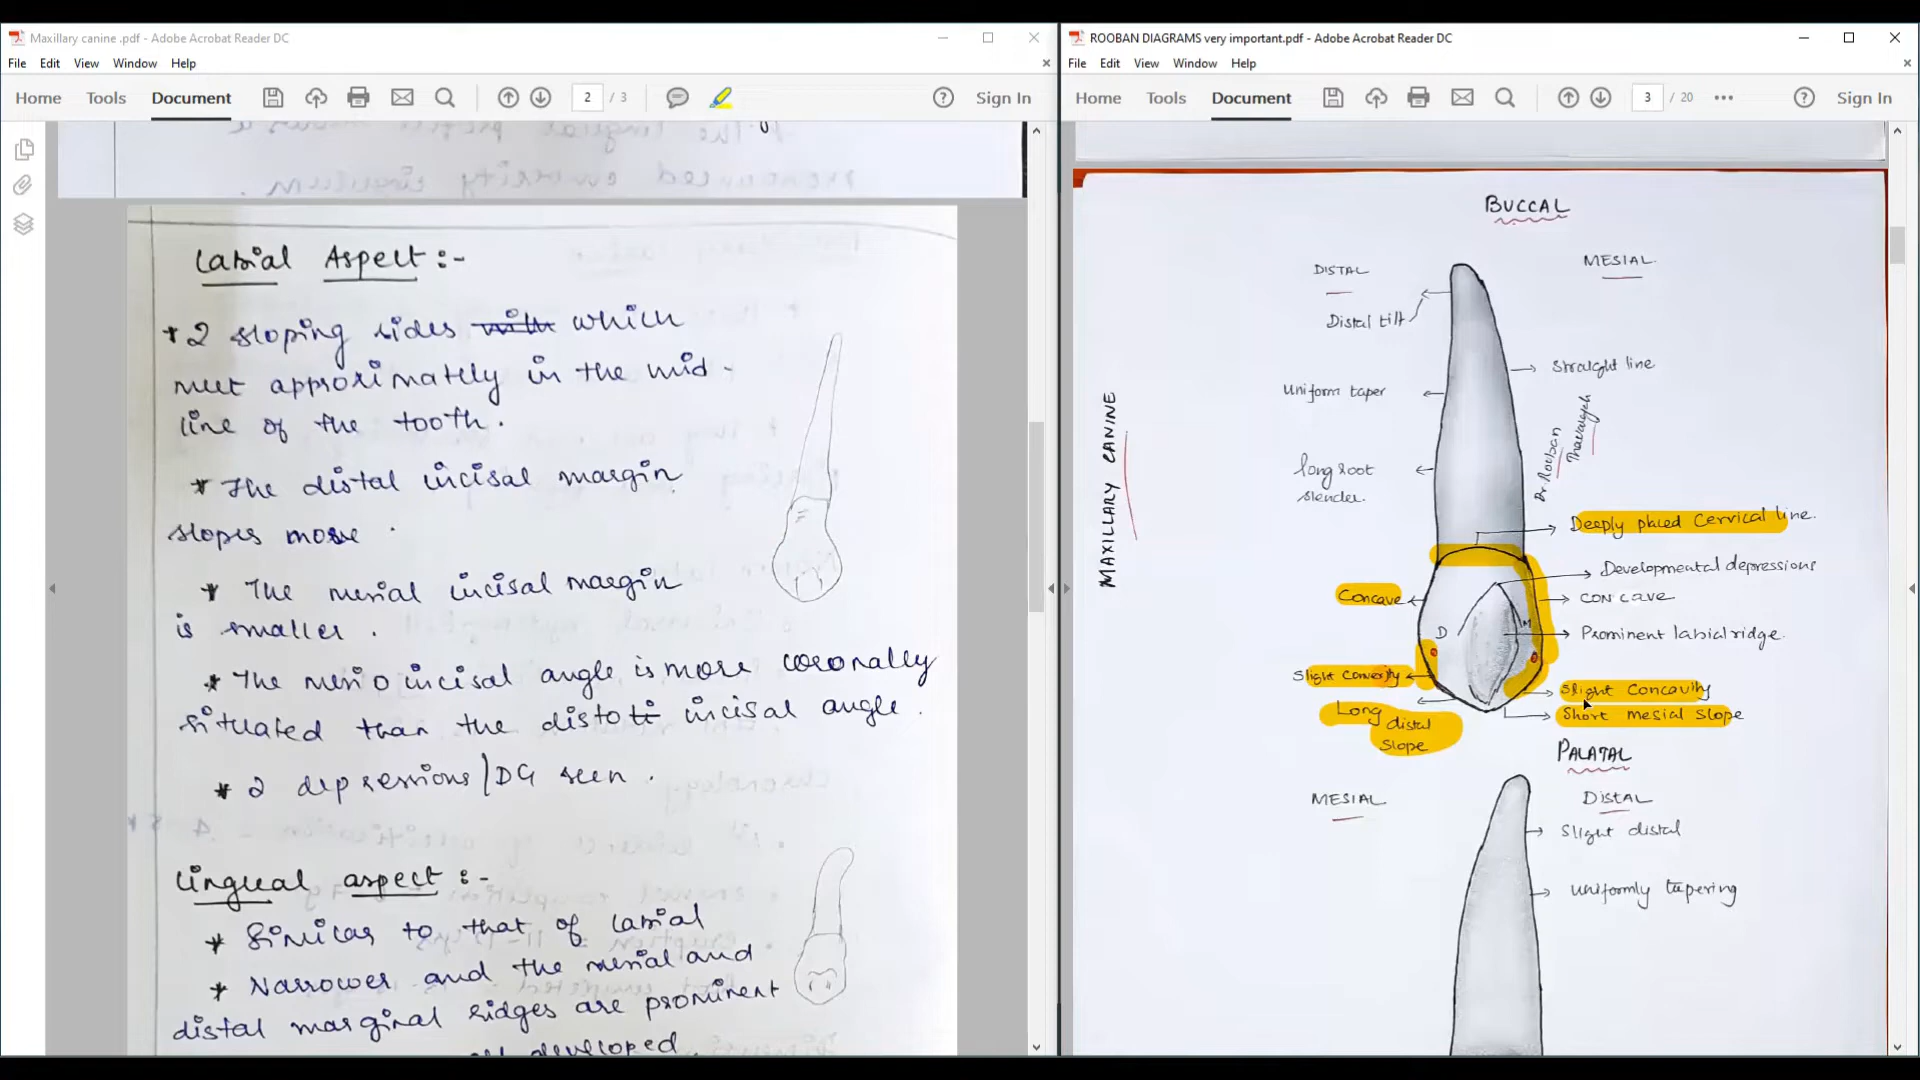 Maxillary canine .pdf - Adobe Acrobat Reader DC
File Edit View Window Help
Home Tools Document 2 / 3 Sign In
Labial Aspect :-
* 2 sloping sides with which
meet approximately in the mid-
line of the tooth.
* The distal incisal margin
slopes more.
* The mesial incisal margin
is smaller.
* The mesio incisal angle is more coronally
situated than the disto ti incisal angle.
* 2 depressions/DG seen.
Lingual aspect :-
* Similar to that of labial
* Narrower and the mesial and
distal marginal ridges are prominent
developed.
ROOBAN DIAGRAMS very important.pdf - Adobe Acrobat Reader DC
File Edit View Window Help
Home Tools Document 3 / 20 ••• Sign In
BUCCAL
DISTAL
MESIAL
Distal tilt
Straight line
Uniform taper
MAXILLARY CANINE
Dr. Rooban
Thavarajah
long root
slender.
Deeply placed Cervical line.
Developmental depressions
Concave
CONCAVE
D
M
Prominent labial ridge.
Slight Convexity
Slight Concavity
Long distal
Slope
Short mesial slope
PALATAL
MESIAL
DISTAL
Slight distal
Uniformly tapering